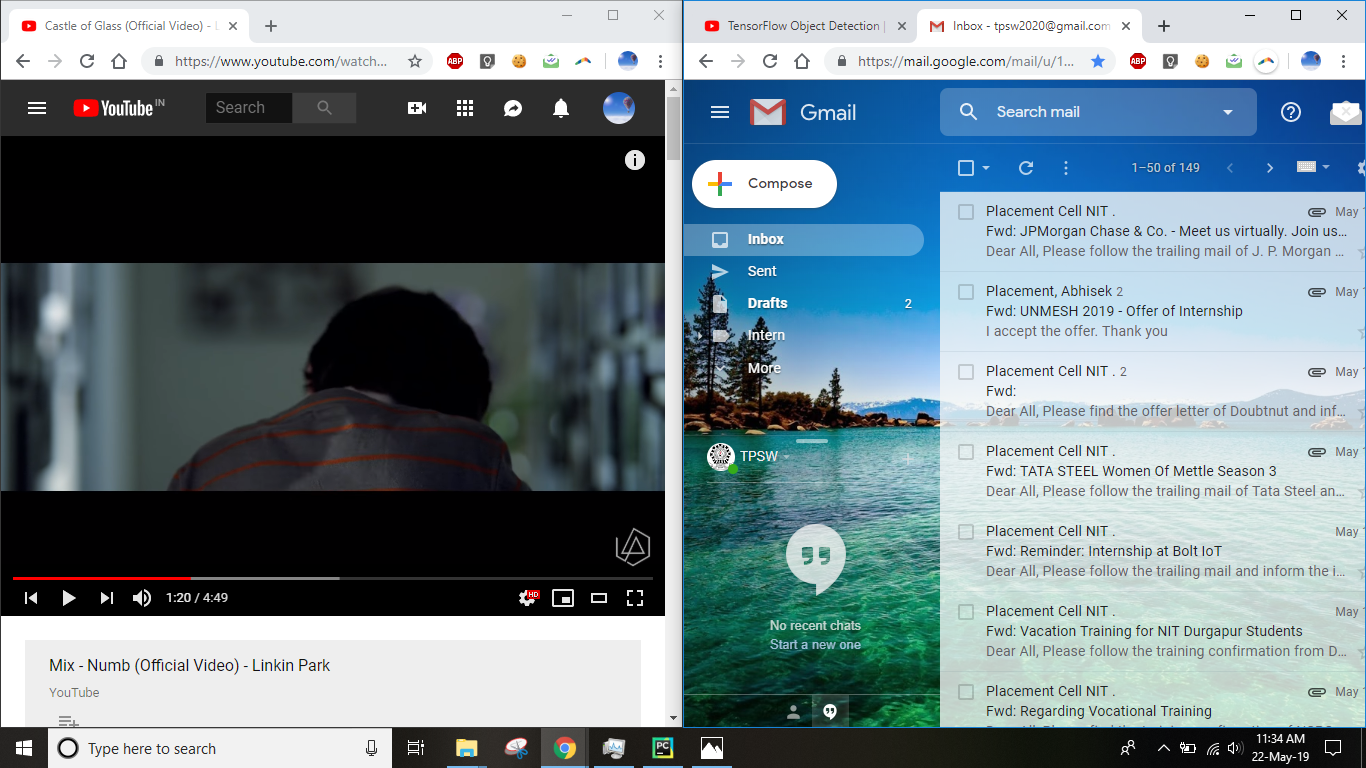 Castle of Glass (Official Video) - L
https://www.youtube.com/watch...
ABP
YouTube IN
Search
1:20 / 4:49
HD
Mix - Numb (Official Video) - Linkin Park
YouTube
TensorFlow Object Detection |
Inbox - tpsw2020@gmail.com
https://mail.google.com/mail/u/1...
ABP
Gmail
Search mail
Compose
1–50 of 149
Inbox
Sent
Drafts 2
Intern
More
TPSW
No recent chats
Start a new one
Placement Cell NIT . May 1
Fwd: JPMorgan Chase & Co. - Meet us virtually. Join us...
Dear All, Please follow the trailing mail of J. P. Morgan ...
Placement, Abhisek 2 May 1
Fwd: UNMESH 2019 - Offer of Internship
I accept the offer. Thank you
Placement Cell NIT . 2 May 1
Fwd:
Dear All, Please find the offer letter of Doubtnut and inf...
Placement Cell NIT . May 1
Fwd: TATA STEEL Women Of Mettle Season 3
Dear All, Please follow the trailing mail of Tata Steel an...
Placement Cell NIT . May 1
Fwd: Reminder: Internship at Bolt IoT
Dear All, Please follow the trailing mail and inform the i...
Placement Cell NIT . May 1
Fwd: Vacation Training for NIT Durgapur Students
Dear All, Please follow the training confirmation from D...
Placement Cell NIT . May
Fwd: Regarding Vocational Training
Type here to search
PC
11:34 AM
22-May-19